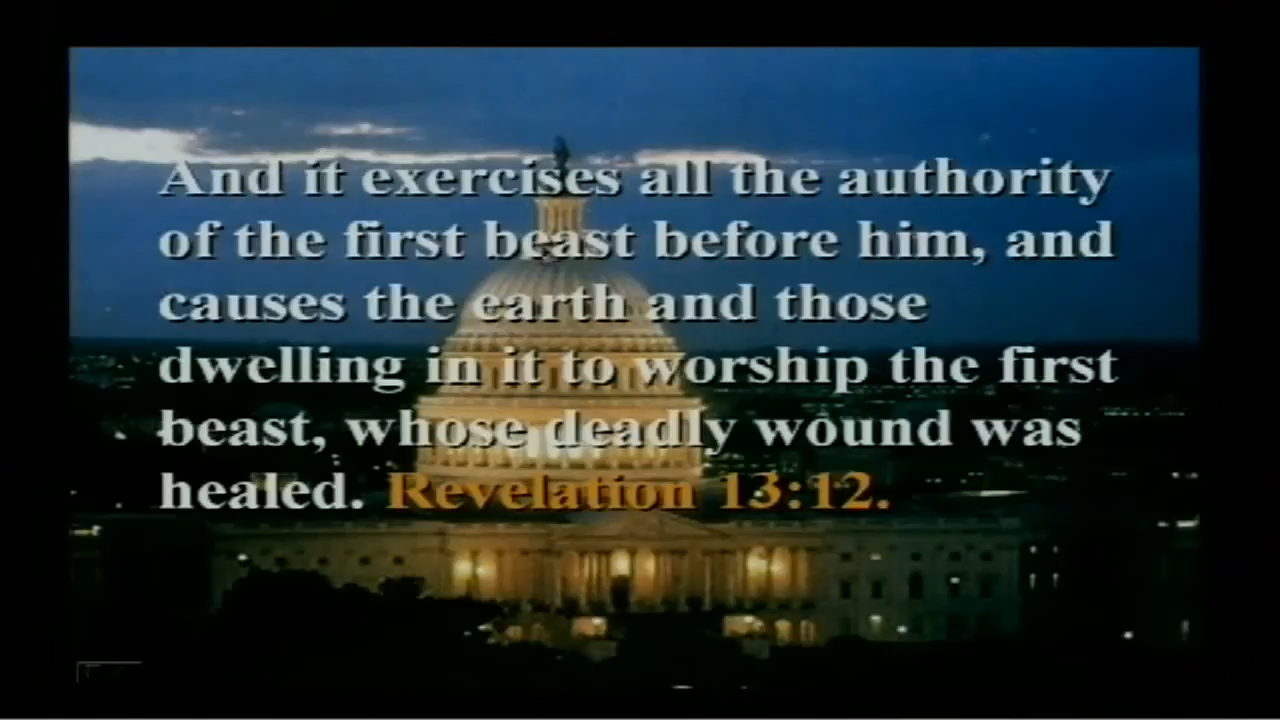 And it exercises all the authority
of the first beast before him, and
causes the earth and those
dwelling in it to worship the first
beast, whose deadly wound was
healed. Revelation 13:12.